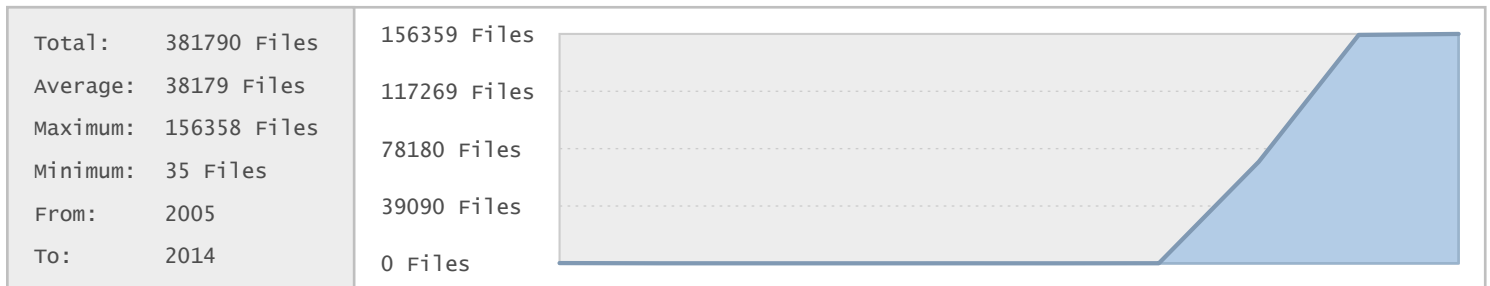 Total: 381790 Files
Average: 38179 Files
Maximum: 156358 Files
Minimum: 35 Files
From: 2005
To: 2014
156359 Files
117269 Files
78180 Files
39090 Files
0 Files